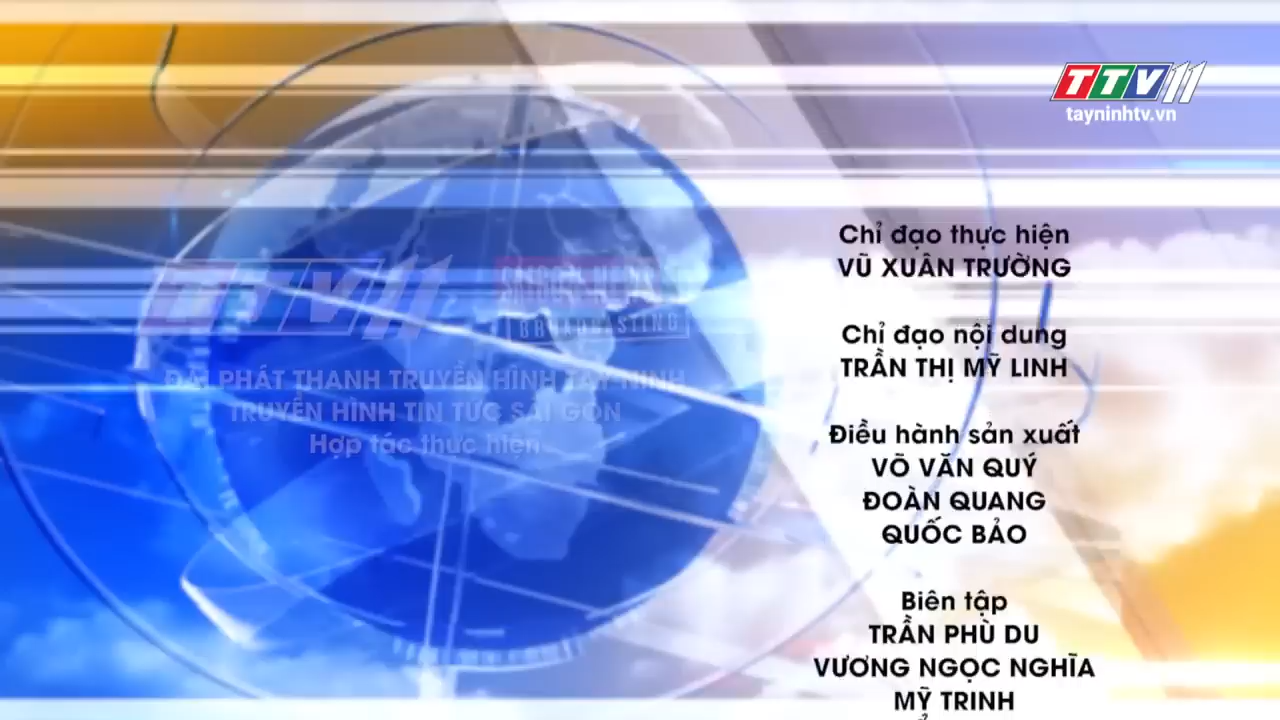 TTV11
tayninhtv.vn
Chỉ đạo thực hiện
VŨ XUÂN TRƯỜNG
Chỉ đạo nội dung
TRẦN THỊ MỸ LINH
Điều hành sản xuất
VÕ VĂN QUÝ
ĐOÀN QUANG
QUỐC BẢO
Biên tập
TRẦN PHÙ DU
VƯƠNG NGỌC NGHĨA
MỸ TRINH
TTV11
SAIGON NEWS
BROADCASTING
ĐÀI PHÁT THANH TRUYỀN HÌNH TÂY NINH
TRUYỀN HÌNH TIN TỨC SÀI GÒN
Hợp tác thực hiện